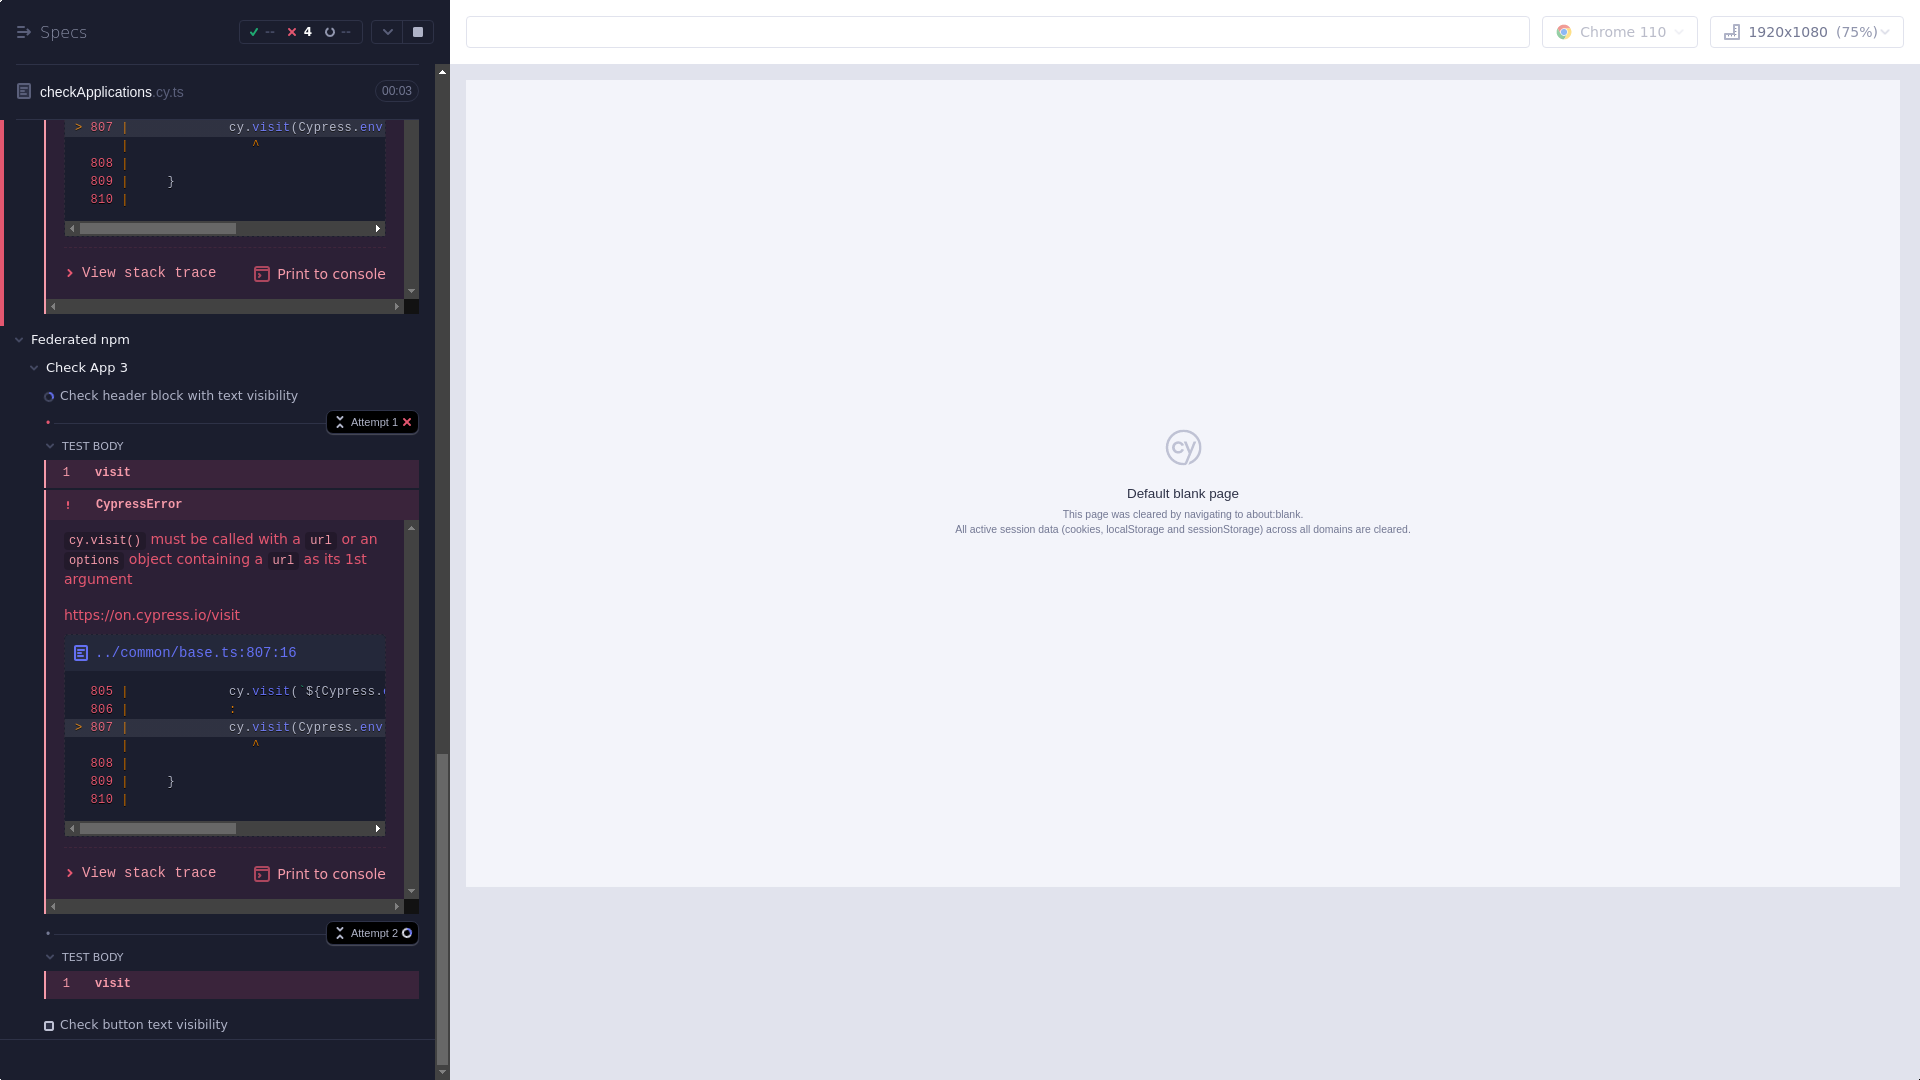 Specs
-- 4 --
Chrome 110
1920x1080 (75%)
checkApplications.cy.ts
00:03
> 807 | cy.visit(Cypress.env
| ^
808 |
809 | }
810 |
View stack trace
Print to console
Federated npm
Check App 3
Check header block with text visibility
Attempt 1
TEST BODY
1 visit
! CypressError
cy.visit() must be called with a url or an
options object containing a url as its 1st
argument
https://on.cypress.io/visit
../common/base.ts:807:16
805 | cy.visit(`${Cypress.
806 | :
> 807 | cy.visit(Cypress.env
| ^
808 |
809 | }
810 |
View stack trace
Print to console
Attempt 2
TEST BODY
1 visit
Check button text visibility
cy
Default blank page
This page was cleared by navigating to about:blank.
All active session data (cookies, localStorage and sessionStorage) across all domains are cleared.